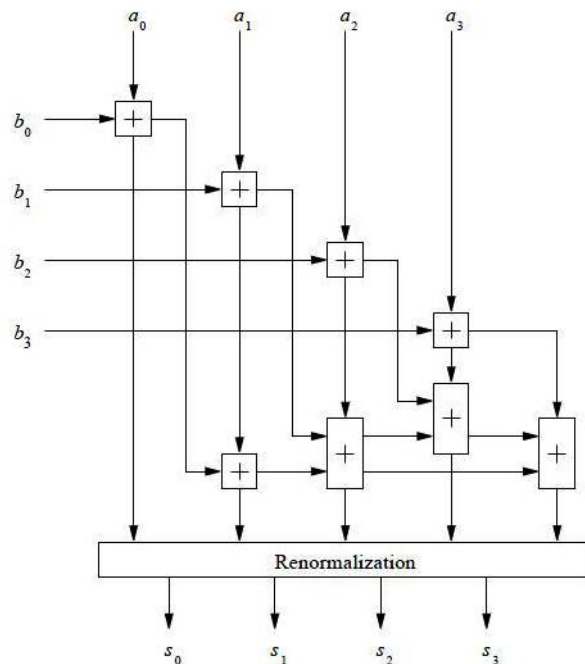 a0 a1 a2 a3
b0
+
b1
+
b2
+
b3
+
+
+
+
+
Renormalization
s0 s1 s2 s3